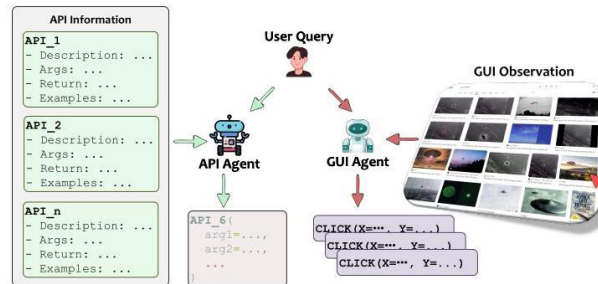 API Information
API_1
- Description: ...
- Args: ...
- Return: ...
- Examples: ...
API_2
- Description: ...
- Args: ...
- Return: ...
- Examples: ...
API_n
- Description: ...
- Args: ...
- Return: ...
- Examples: ...
User Query
API Agent
GUI Agent
GUI Observation
API_6(
arg1=...,
arg2=...,
...
)
CLICK(X=…, Y=...)
CLICK(X=…, Y=...)
CLICK(X=…, Y=...)